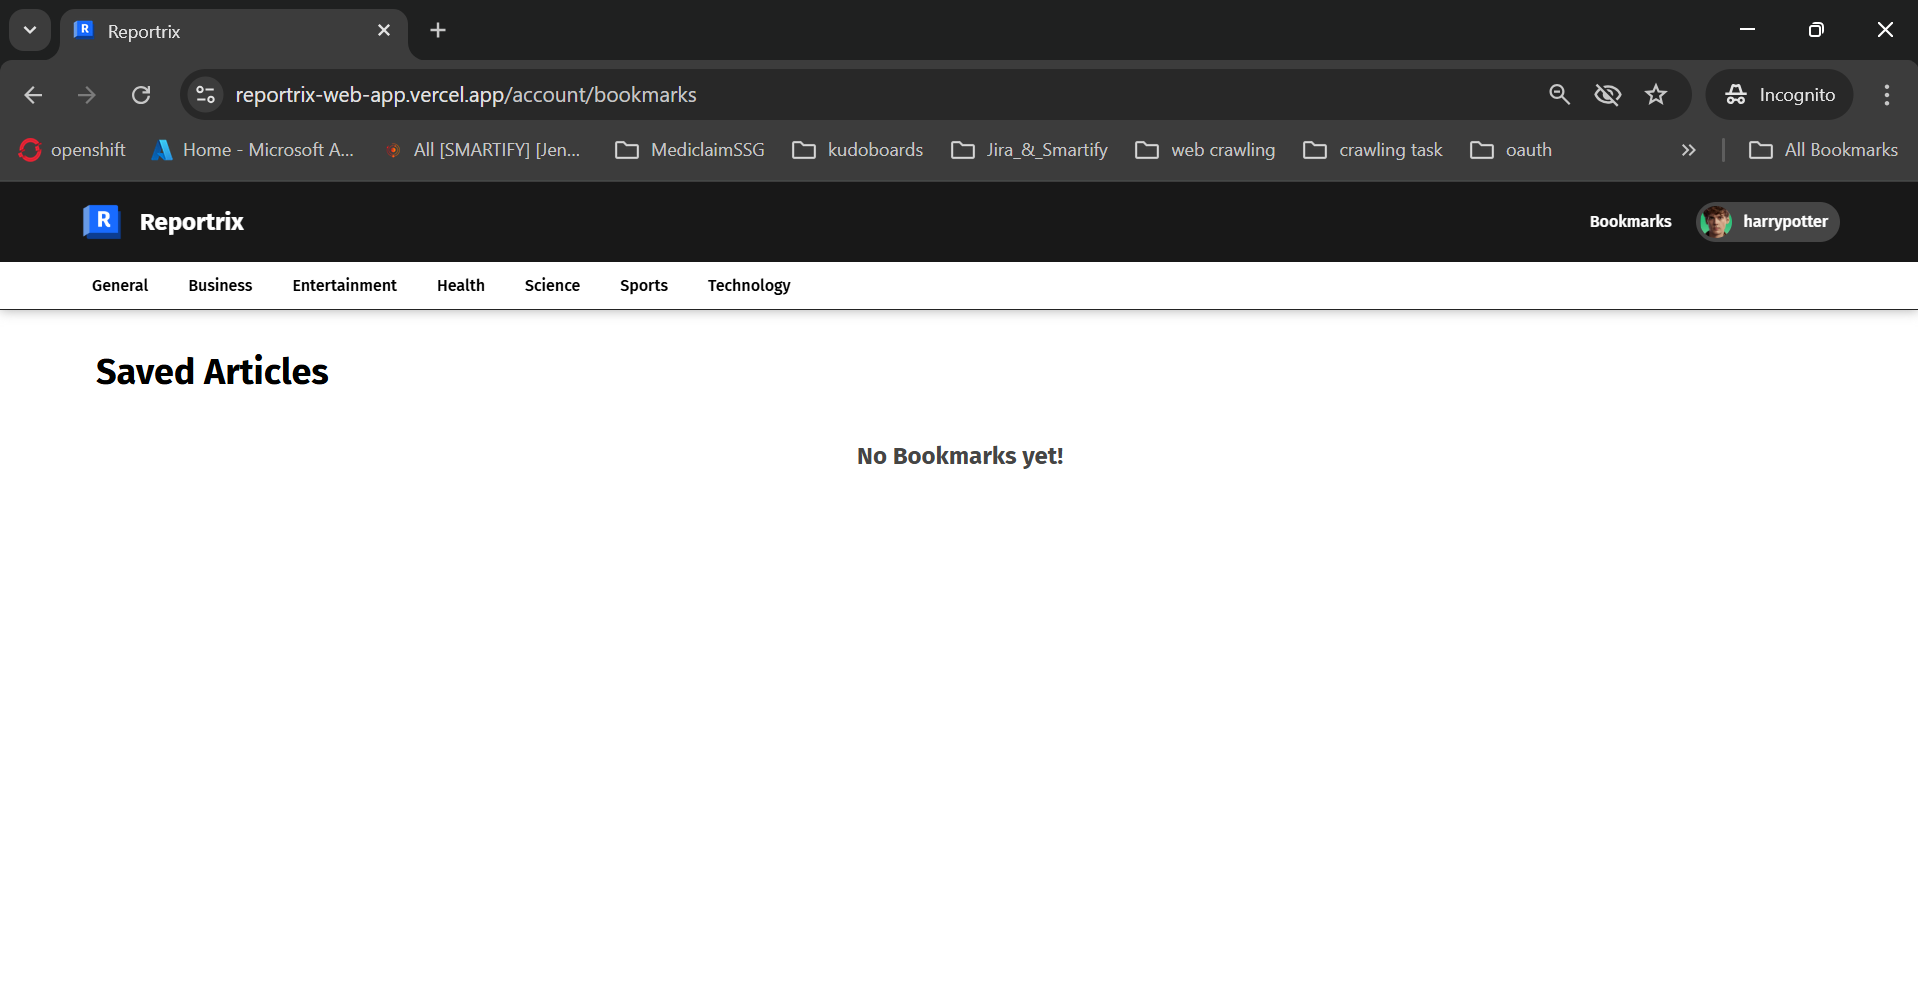 R Reportrix
reportrix-web-app.vercel.app/account/bookmarks Incognito
openshift Home - Microsoft A... All [SMARTIFY] [Jen... MediclaimSSG kudoboards Jira_&_Smartify web crawling crawling task oauth All Bookmarks
R Reportrix Bookmarks harrypotter
General Business Entertainment Health Science Sports Technology
Saved Articles
No Bookmarks yet!